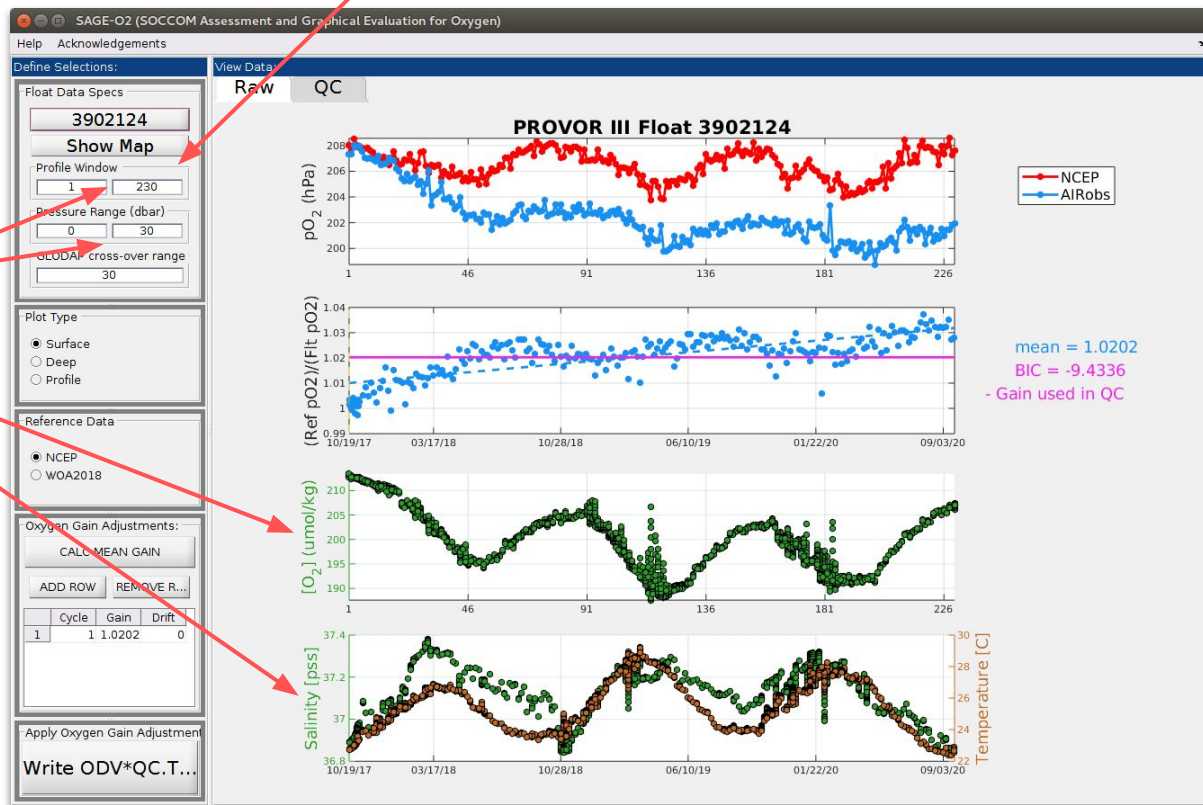 SAGE-O2 (SOCCOM Assessment and Graphical Evaluation for Oxygen)
Help Acknowledgements
Define Selections:
Float Data Specs
3902124
Show Map
Profile Window
1 230
Pressure Range (dbar)
0 30
GLODAP cross-over range
30
Plot Type
Surface
Deep
Profile
Reference Data
NCEP
WOA2018
Oxygen Gain Adjustments:
CALC MEAN GAIN
ADD ROW REMOVE R...
Cycle Gain Drift
1 1 1.0202 0
Apply Oxygen Gain Adjustment
Write ODV*QC.T...
View Data:
Raw QC
PROVOR III Float 3902124
pO2 (hPa)
208
206
204
202
200
1 46 91 136 181 226
NCEP
AIRobs
(Ref pO2)/(Flt pO2)
1.04
1.03
1.02
1.01
1
0.99
10/19/17 03/17/18 10/28/18 06/10/19 01/22/20 09/03/20
mean = 1.0202
BIC = -9.4336
- Gain used in QC
[O2] (umol/kg)
210
205
200
195
190
1 46 91 136 181 226
Salinity [pss]
37.4
37.2
37
36.8
Temperature [C]
30
28
26
24
22
10/19/17 03/17/18 10/28/18 06/10/19 01/22/20 09/03/20